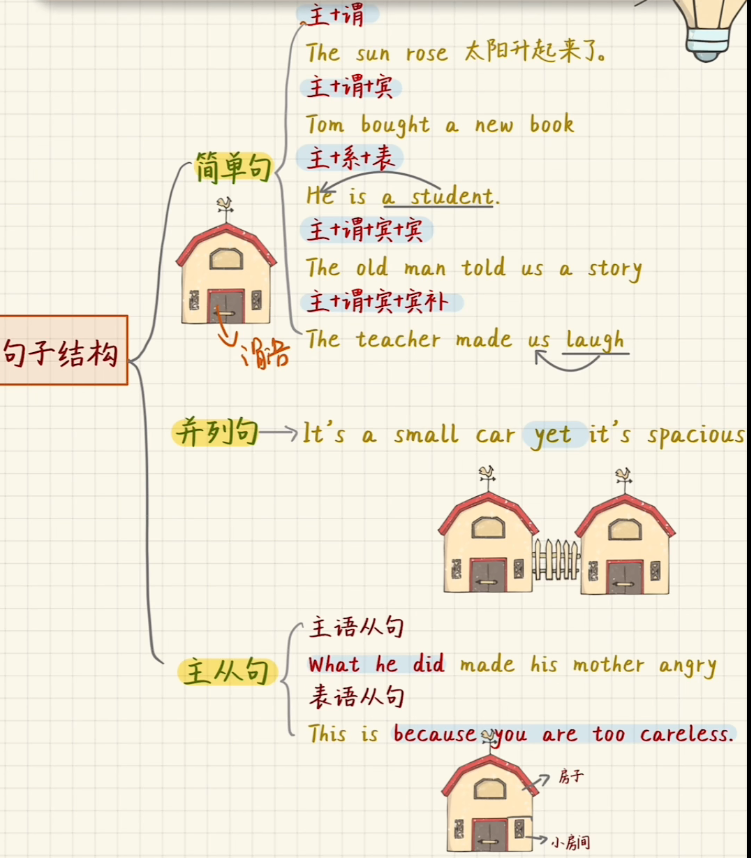 主+谓
The sun rose 太阳升起来了。
主+谓+宾
Tom bought a new book
简单句
主+系+表
He is a student.
主+谓+宾+宾
The old man told us a story
主+谓+宾+宾补
The teacher made us laugh
谓语
句子结构
并列句
It's a small car yet it's spacious
主从句
主语从句
What he did made his mother angry
表语从句
This is because you are too careless.
房子
小房间